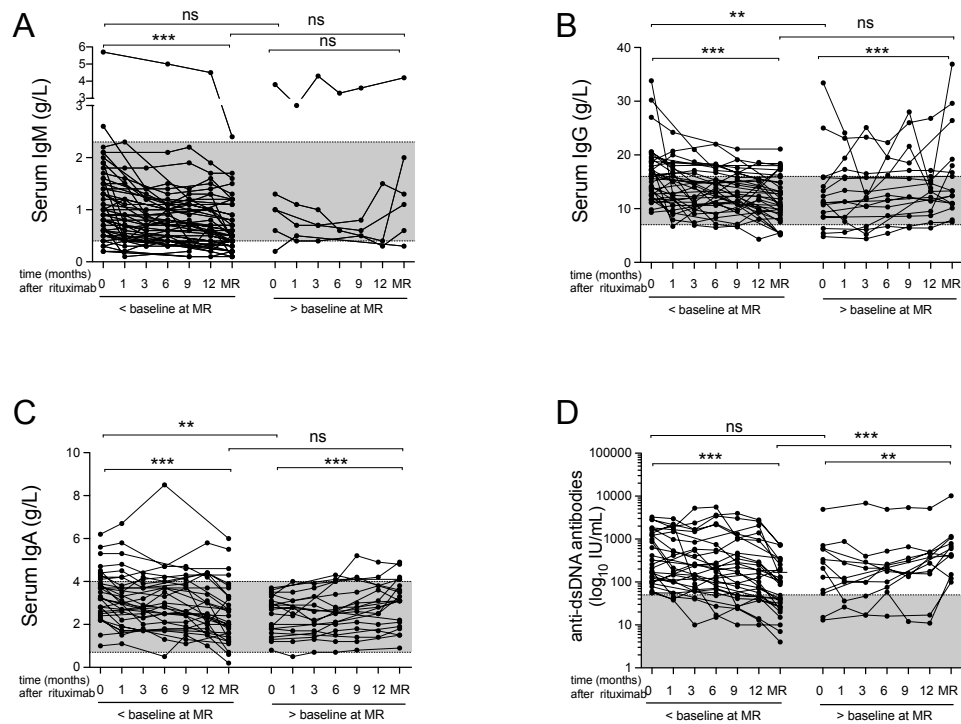 A
ns
ns
***
ns
Serum IgM (g/L)
6
5
4
3
3
2
1
0
time (months)
after rituximab
0 1 3 6 9 12 MR 0 1 3 6 9 12 MR
< baseline at MR > baseline at MR
B
**
ns
***
***
Serum IgG (g/L)
40
30
20
10
0
time (months)
after rituximab
0 1 3 6 9 12 MR 0 1 3 6 9 12 MR
< baseline at MR > baseline at MR
C
**
ns
***
***
Serum IgA (g/L)
10
8
6
4
2
0
time (months)
after rituximab
0 1 3 6 9 12 MR 0 1 3 6 9 12 MR
< baseline at MR > baseline at MR
D
ns
***
***
**
anti-dsDNA antibodies
(log10 IU/mL)
100000
10000
1000
100
10
1
time (months)
after rituximab
0 1 3 6 9 12 MR 0 1 3 6 9 12 MR
< baseline at MR > baseline at MR